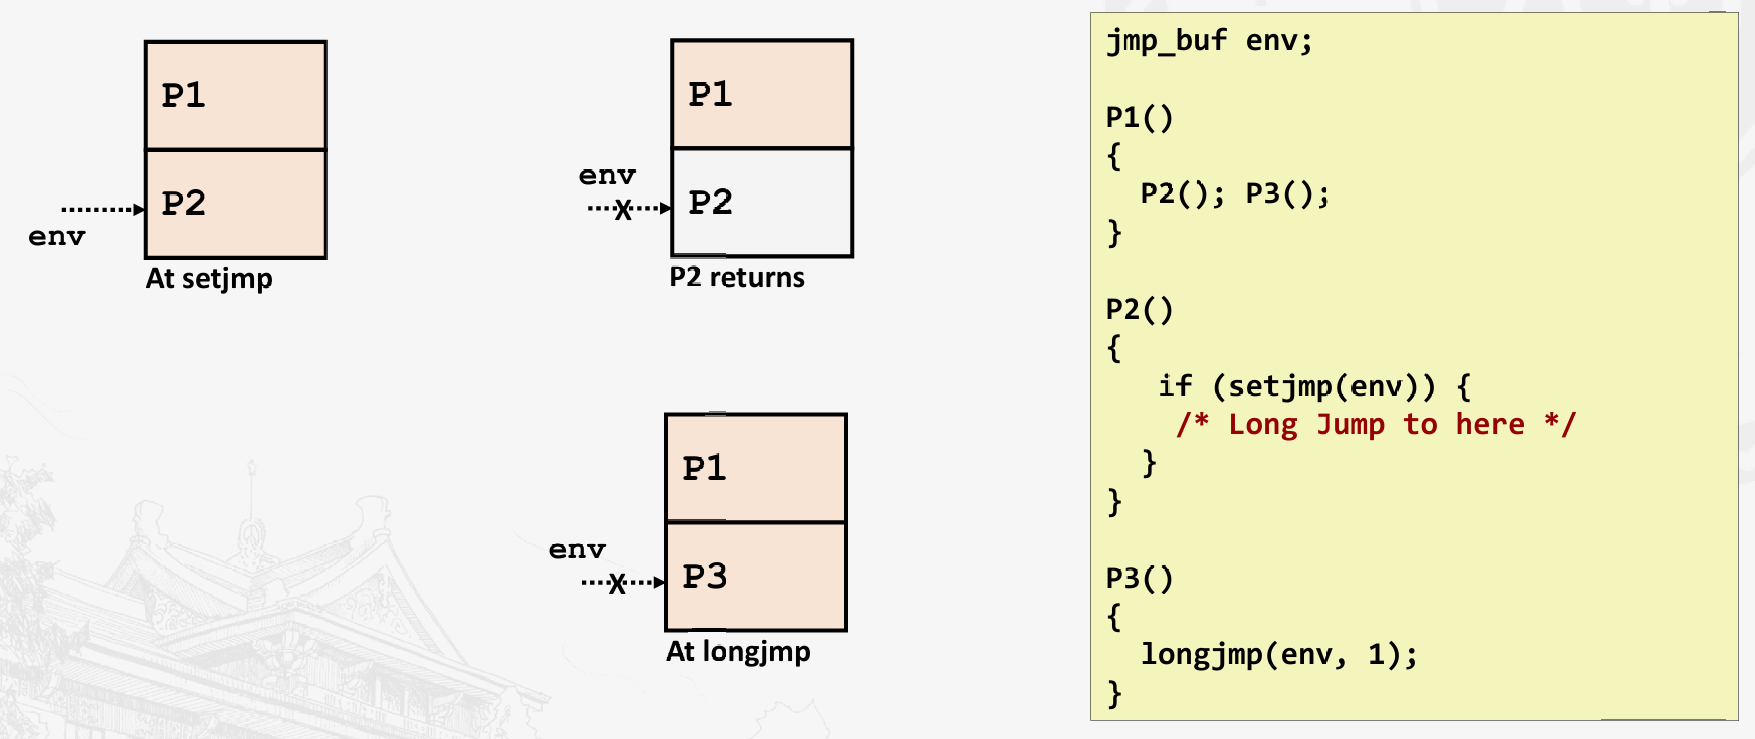 P1
P2
env
At setjmp
P1
env
X
P2
P2 returns
P1
env
X
P3
At longjmp
jmp_buf env;
P1()
{
P2(); P3();
}
P2()
{
if (setjmp(env)) {
/* Long Jump to here */
}
}
P3()
{
longjmp(env, 1);
}